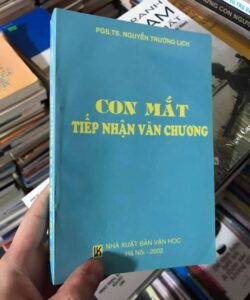 PGS.TS. NGUYỄN TRƯỜNG LỊCH
CON MẮT
TIẾP NHẬN VĂN CHƯƠNG
NHÀ XUẤT BẢN VĂN HỌC
Hà Nội - 2002